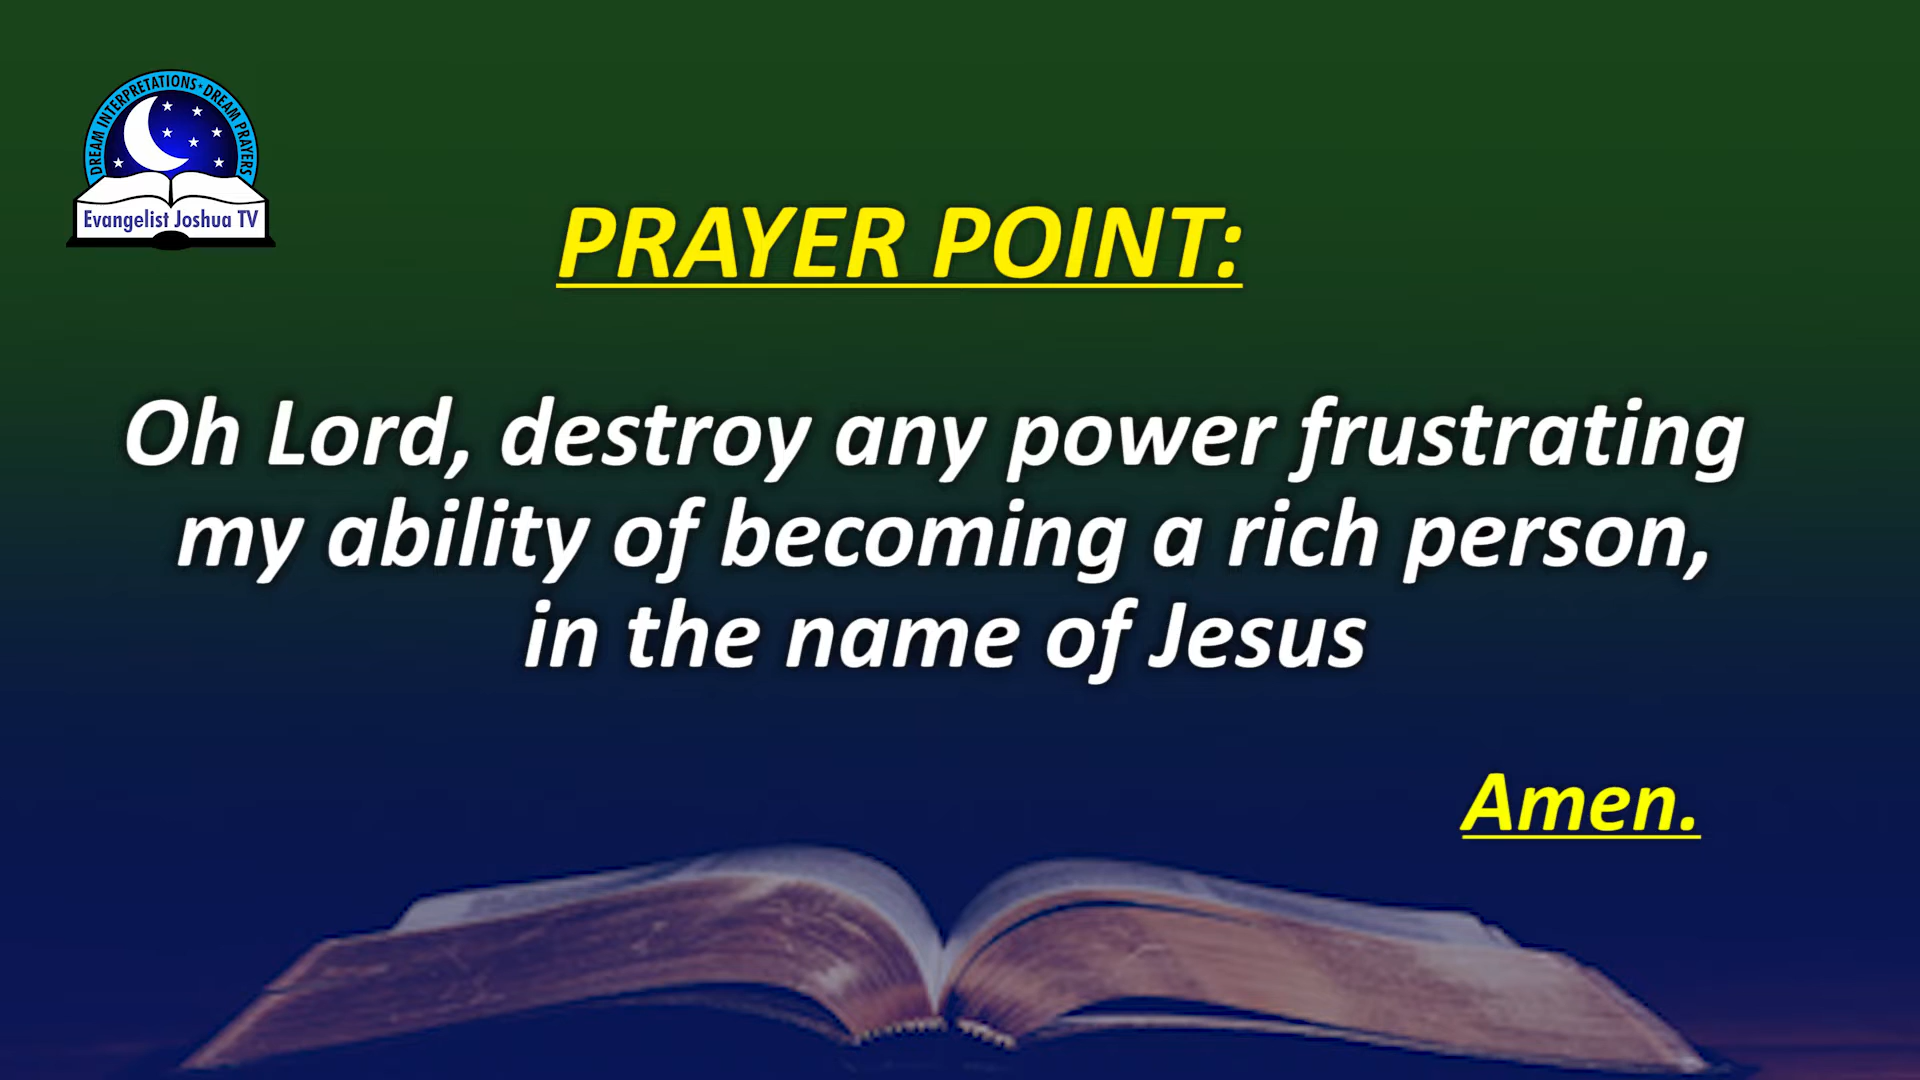 DREAM INTERPRETATIONS · DREAM PRAYERS
Evangelist Joshua TV
PRAYER POINT:
Oh Lord, destroy any power frustrating
my ability of becoming a rich person,
in the name of Jesus
Amen.